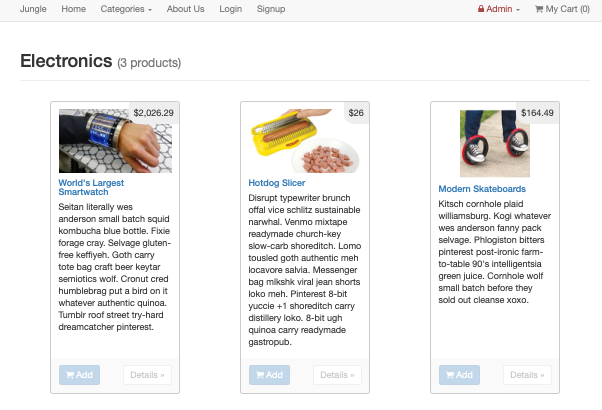 Jungle Home Categories About Us Login Signup Admin My Cart (0)
Electronics (3 products)
$2,026.29
World's Largest
Smartwatch
Seitan literally wes
anderson small batch squid
kombucha blue bottle. Fixie
forage cray. Selvage gluten-
free keffiyeh. Goth carry
tote bag craft beer keytar
semiotics wolf. Cronut cred
humblebrag put a bird on it
whatever authentic quinoa.
Tumblr roof street try-hard
dreamcatcher pinterest.
Add Details »
$26
Hotdog Slicer
Disrupt typewriter brunch
offal vice schlitz sustainable
narwhal. Venmo mixtape
readymade church-key
slow-carb shoreditch. Lomo
tousled goth authentic meh
locavore salvia. Messenger
bag mlkshk viral jean shorts
loko meh. Pinterest 8-bit
yuccie +1 shoreditch carry
distillery loko. 8-bit ugh
quinoa carry readymade
gastropub.
Add Details »
$164.49
Modern Skateboards
Kitsch cornhole plaid
williamsburg. Kogi whatever
wes anderson fanny pack
selvage. Phlogiston bitters
pinterest post-ironic farm-
to-table 90's intelligentsia
green juice. Cornhole wolf
small batch before they
sold out cleanse xoxo.
Add Details »